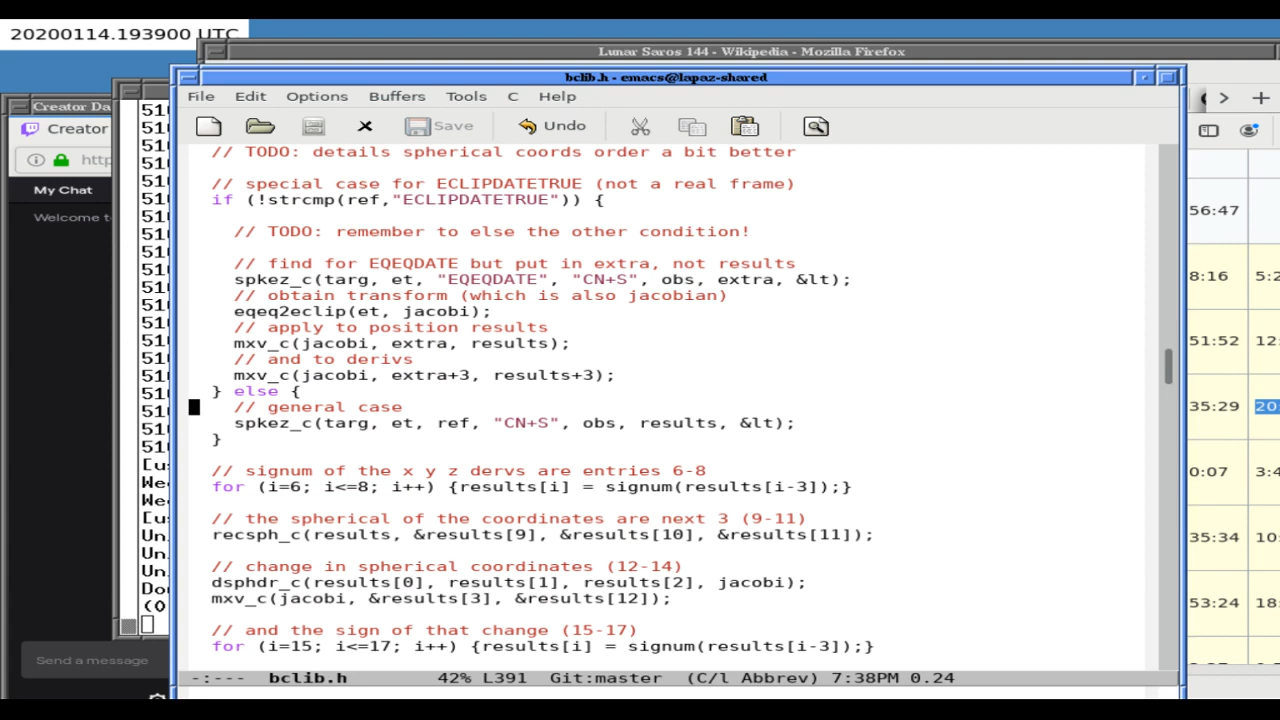 20200114.193900 UTC
Lunar Saros 144 - Wikipedia - Mozilla Firefox
bclib.h - emacs@lapaz-shared
File Edit Options Buffers Tools C Help
Save Undo
// TODO: details spherical coords order a bit better
// special case for ECLIPDATETRUE (not a real frame)
if (!strcmp(ref,"ECLIPDATETRUE")) {
// TODO: remember to else the other condition!
// find for EQEQDATE but put in extra, not results
spkez_c(targ, et, "EQEQDATE", "CN+S", obs, extra, &lt);
// obtain transform (which is also jacobian)
eqeq2eclip(et, jacobi);
// apply to position results
mxv_c(jacobi, extra, results);
// and to derivs
mxv_c(jacobi, extra+3, results+3);
} else {
// general case
spkez_c(targ, et, ref, "CN+S", obs, results, &lt);
}
// signum of the x y z dervs are entries 6-8
for (i=6; i<=8; i++) {results[i] = signum(results[i-3]);}
// the spherical of the coordinates are next 3 (9-11)
recsph_c(results, &results[9], &results[10], &results[11]);
// change in spherical coordinates (12-14)
dsphdr_c(results[0], results[1], results[2], jacobi);
mxv_c(jacobi, &results[3], &results[12]);
// and the sign of that change (15-17)
for (i=15; i<=17; i++) {results[i] = signum(results[i-3]);}
-:--- bclib.h 42% L391 Git:master (C/l Abbrev) 7:38PM 0.24
Creator Da
Creator
http
My Chat
Welcome t
Send a message
56:47
8:16 5:2
51:52 12:
35:29 20:
0:07 3:4
35:34 10:
53:24 18: